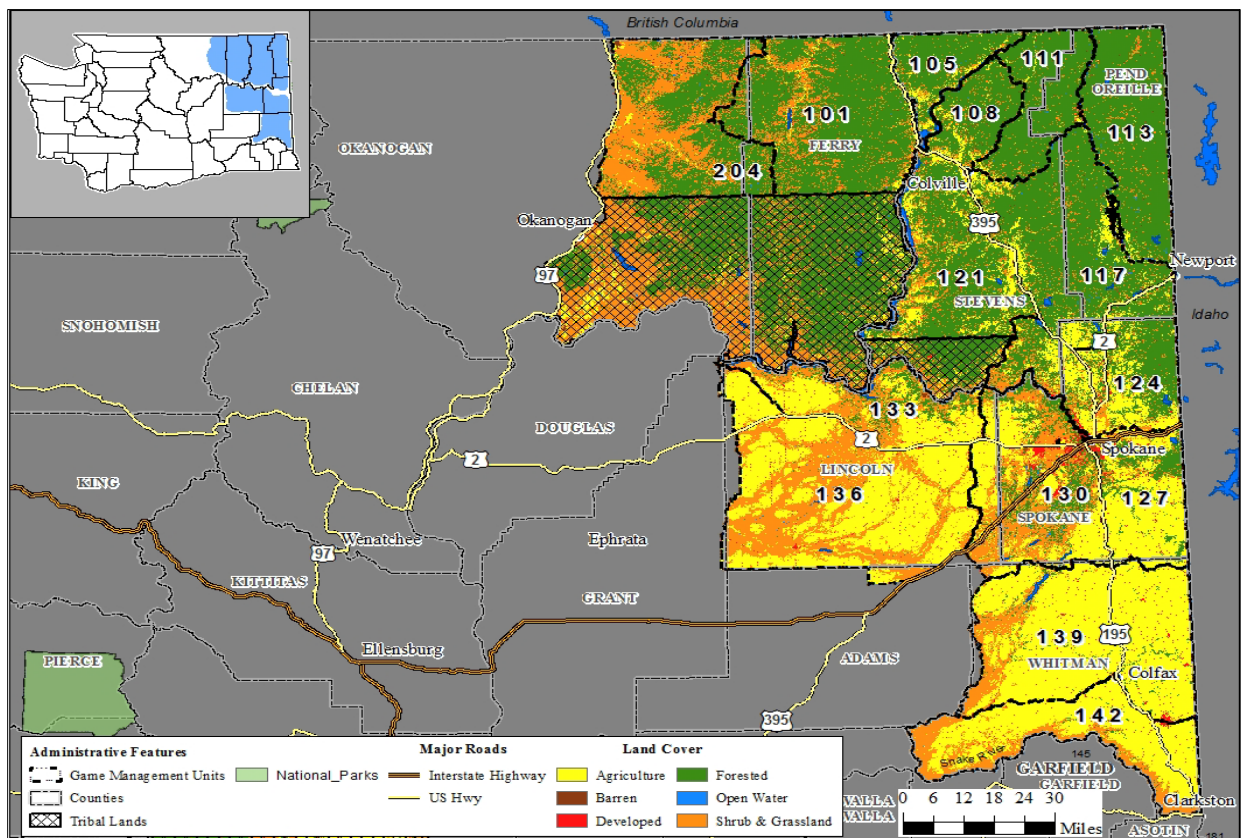 British Columbia
OKANOGAN
105
111
PEND
OREILLE
101
FERRY
108
113
204
Colville
Okanogan
395
97
121
STEVENS
117
Newport
SNOHOMISH
Idaho
2
CHELAN
124
133
DOUGLAS
2
2
Spokane
LINCOLN
KING
136
130
SPOKANE
127
Wenatchee
Ephrata
97
KITTITAS
GRANT
139
195
Ellensburg
WHITMAN
PIERCE
ADAMS
Colfax
395
142
Snake River
145
GARFIELD
GARFIELD
Clarkston
VALLA
VALLA
ASOTIN
181
Administrative Features
Game Management Units
Counties
Tribal Lands
National_Parks
Major Roads
Interstate Highway
US Hwy
Land Cover
Agriculture
Barren
Developed
Forested
Open Water
Shrub & Grassland
0 6 12 18 24 30
Miles